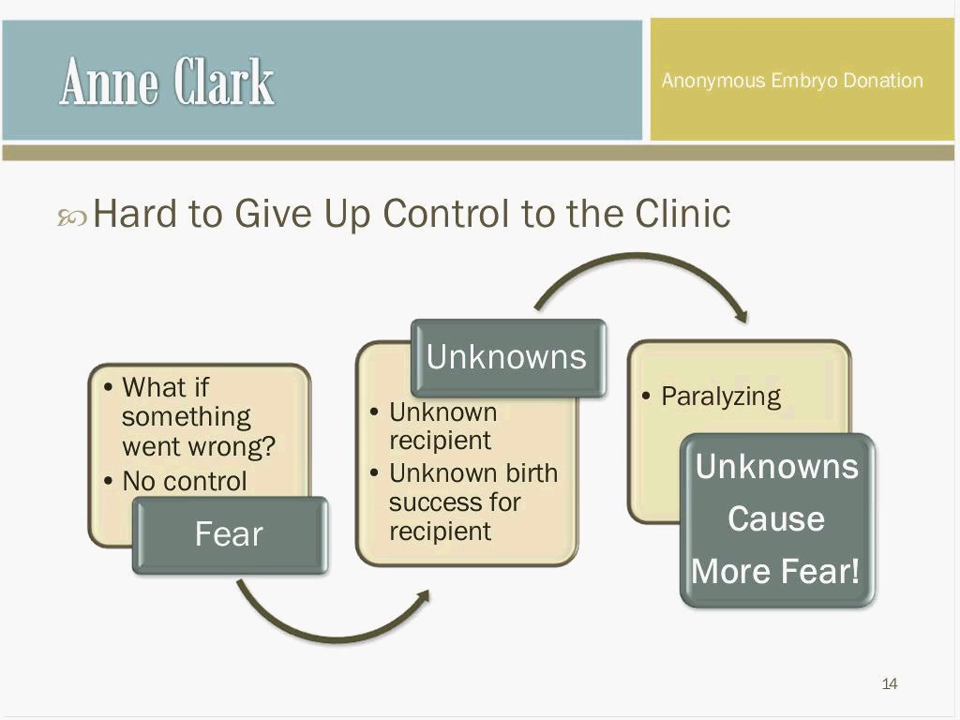 Anne Clark
Anonymous Embryo Donation
Hard to Give Up Control to the Clinic
• What if
something
went wrong?
• No control
Fear
Unknowns
• Unknown
recipient
• Unknown birth
success for
recipient
• Paralyzing
Unknowns
Cause
More Fear!
14